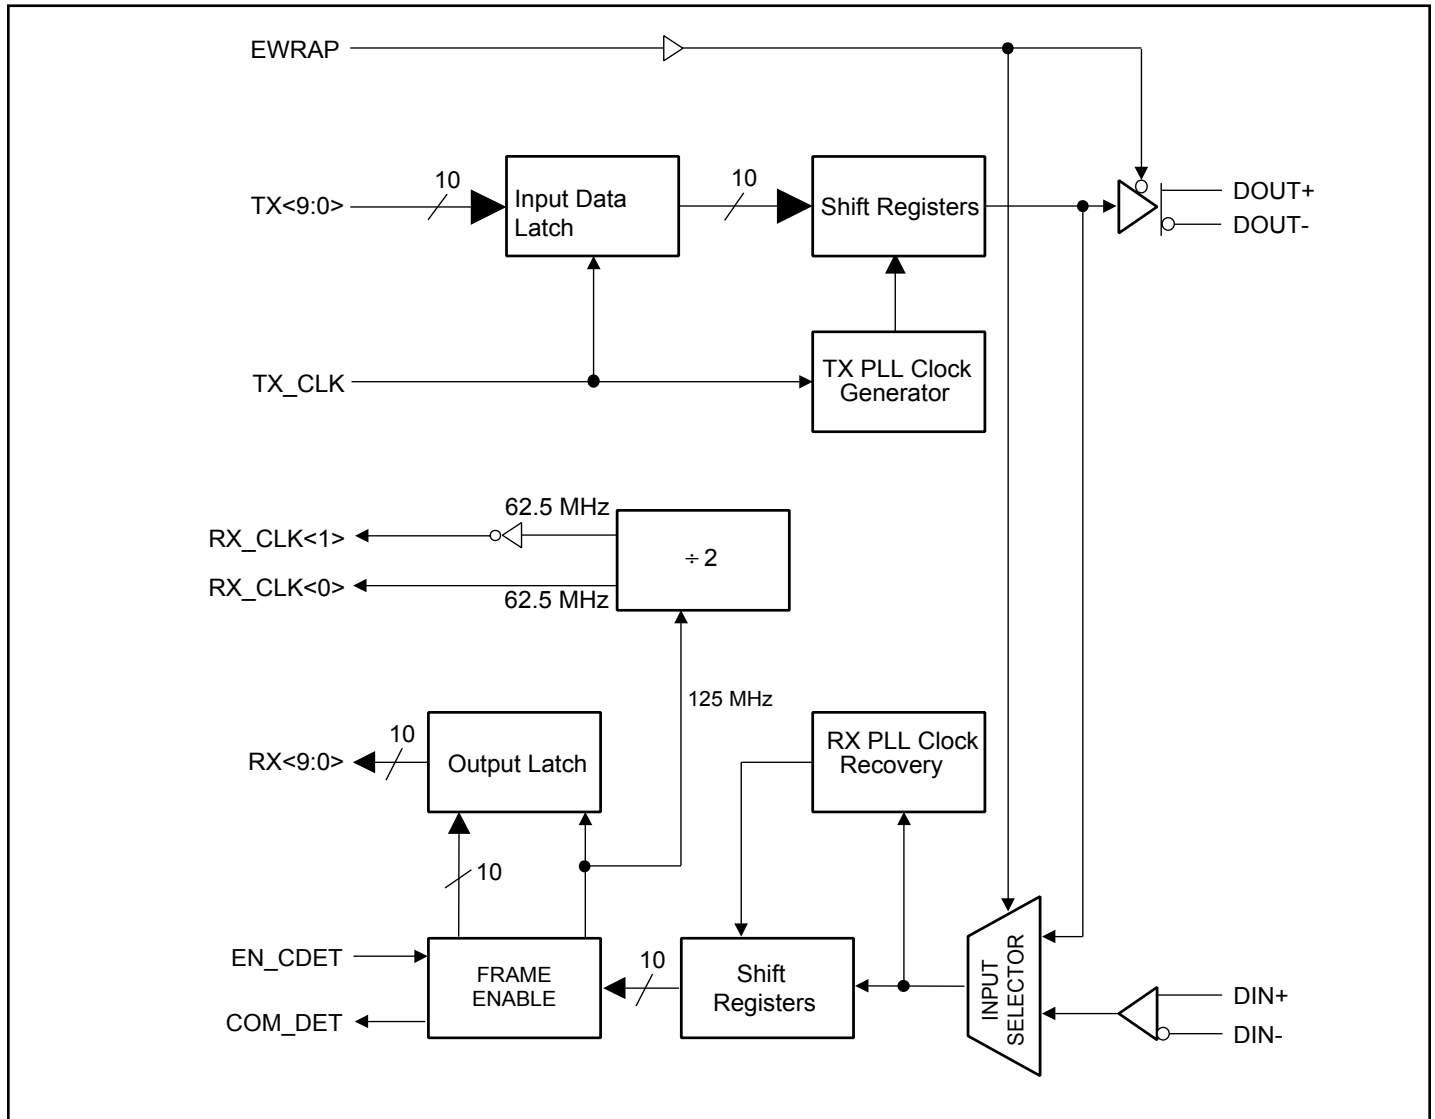 EWRAP
TX<9:0>
10
Input Data
Latch
10
Shift Registers
DOUT+
DOUT-
TX_CLK
TX PLL Clock
Generator
RX_CLK<1>
62.5 MHz
÷ 2
RX_CLK<0>
62.5 MHz
125 MHz
RX<9:0>
10
Output Latch
RX PLL Clock
Recovery
10
EN_CDET
COM_DET
FRAME
ENABLE
10
Shift
Registers
INPUT
SELECTOR
DIN+
DIN-